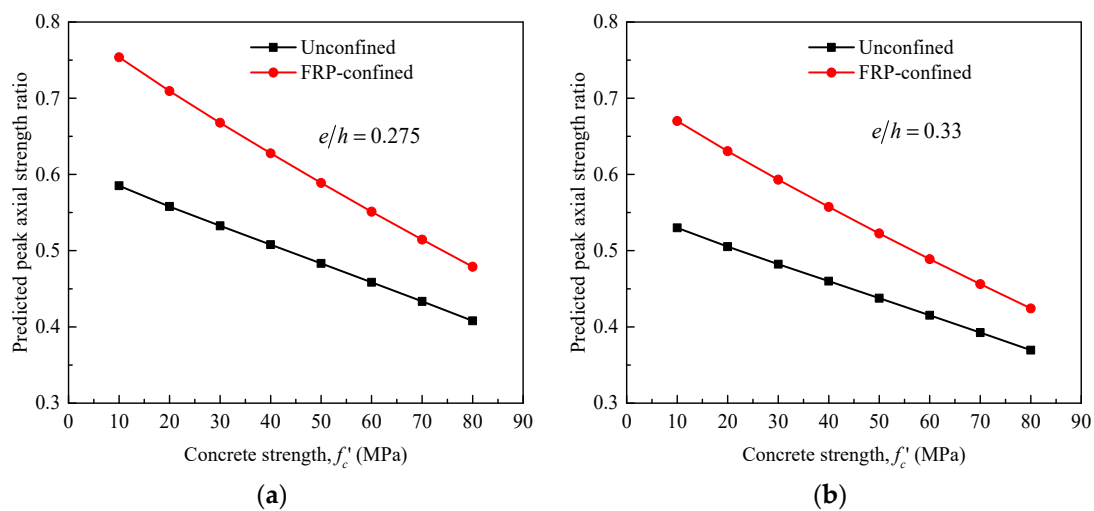 Predicted peak axial strength ratio
0.8
0.7
0.6
0.5
0.4
0.3
Unconfined
FRP-confined
e/h = 0.275
0 10 20 30 40 50 60 70 80 90
Concrete strength, f_c' (MPa)
(a)
Predicted peak axial strength ratio
0.8
0.7
0.6
0.5
0.4
0.3
Unconfined
FRP-confined
e/h = 0.33
0 10 20 30 40 50 60 70 80 90
Concrete strength, f_c' (MPa)
(b)